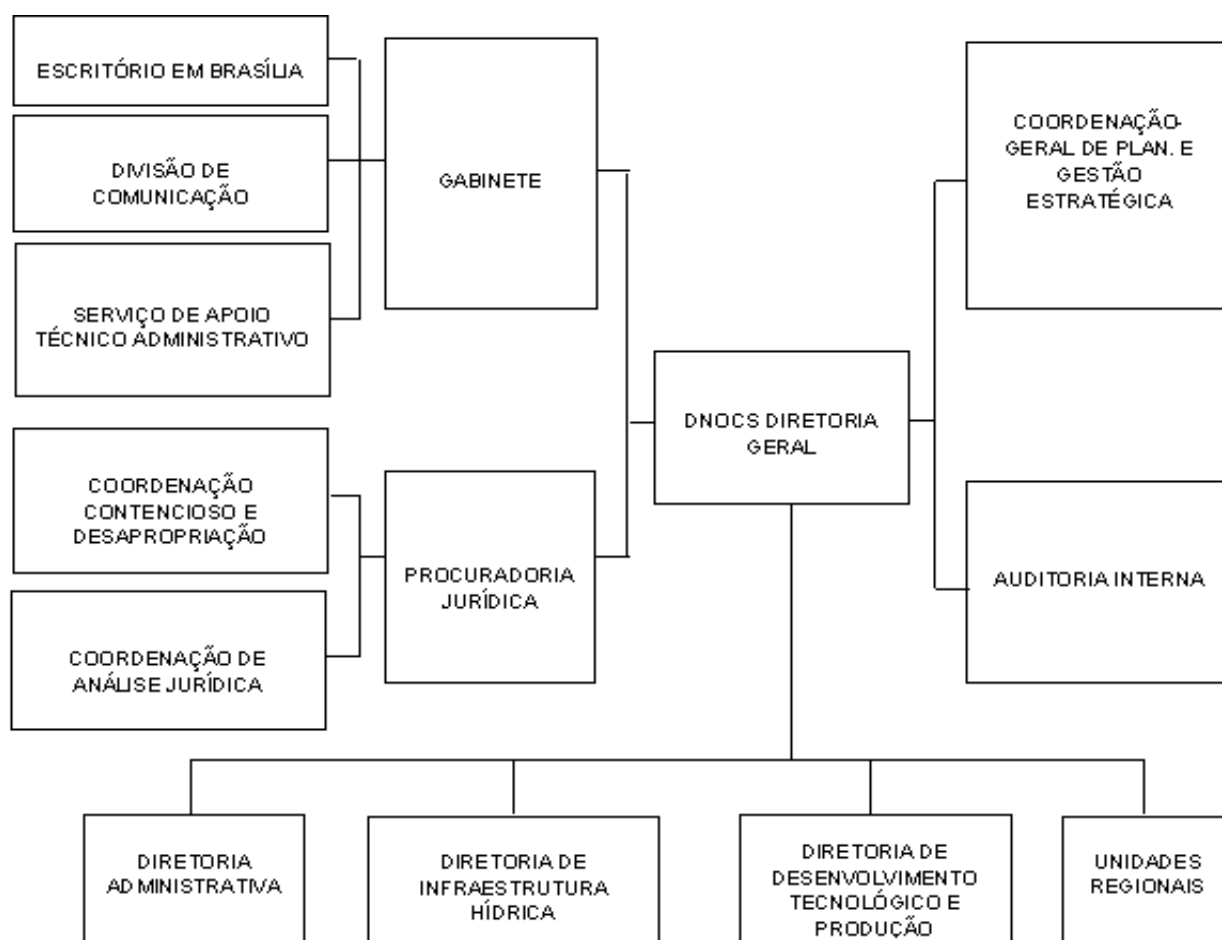 ESCRITÓRIO EM BRASÍLIA
DIVISÃO DE
COMUNICAÇÃO
SERVIÇO DE APOIO
TÉCNICO ADMINISTRATIVO
GABINETE
COORDENAÇÃO-
GERAL DE PLAN. E
GESTÃO
ESTRATÉGICA
DNOCS DIRETORIA
GERAL
COORDENAÇÃO
CONTENCIOSO E
DESAPROPRIAÇÃO
COORDENAÇÃO DE
ANÁLISE JURÍDICA
PROCURADORIA
JURÍDICA
AUDITORIA INTERNA
DIRETORIA
ADMINISTRATIVA
DIRETORIA DE
INFRAESTRUTURA
HÍDRICA
DIRETORIA DE
DESENVOLVIMENTO
TECNOLÓGICO E
PRODUÇÃO
UNIDADES
REGIONAIS